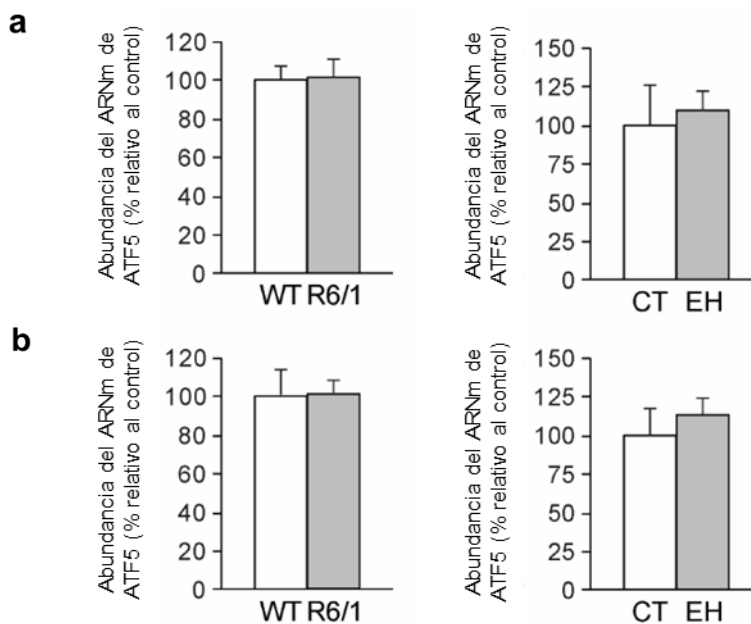 a
Abundancia del ARNm de
ATF5 (% relativo al control)
120
100
80
60
40
20
0
WT R6/1
Abundancia del ARNm de
ATF5 (% relativo al control)
150
125
100
75
50
25
0
CT EH
b
Abundancia del ARNm de
ATF5 (% relativo al control)
120
100
80
60
40
20
0
WT R6/1
Abundancia del ARNm de
ATF5 (% relativo al control)
150
125
100
75
50
25
0
CT EH